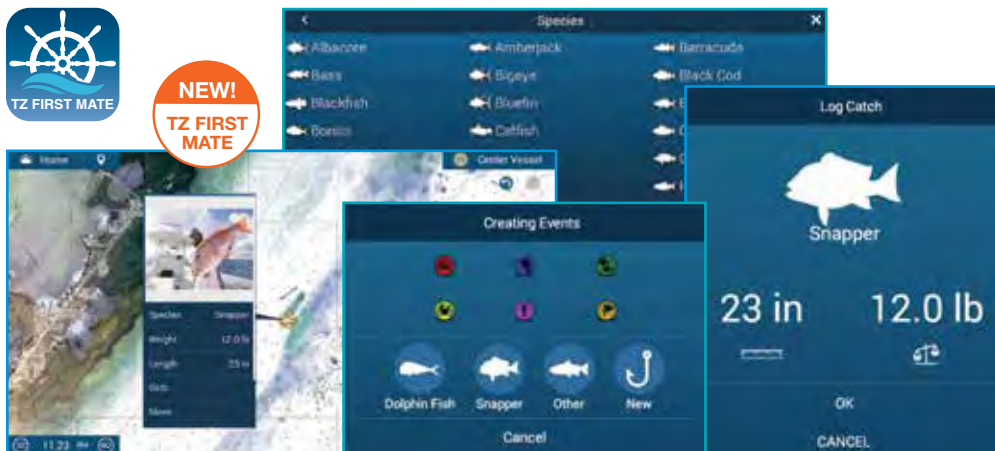 TZ FIRST MATE
NEW!
TZ FIRST
MATE
Species
Albacore Amberjack Barracuda
Bass Bigeye Black Cod
Blackfish Bluefin
Bonito Catfish
Home
Center Vessel
Species Snapper
Weight 12.0 lb
Length 23 in
Edit
More
Creating Events
Dolphin Fish Snapper Other New
Cancel
Log Catch
Snapper
23 in 12.0 lb
OK
CANCEL